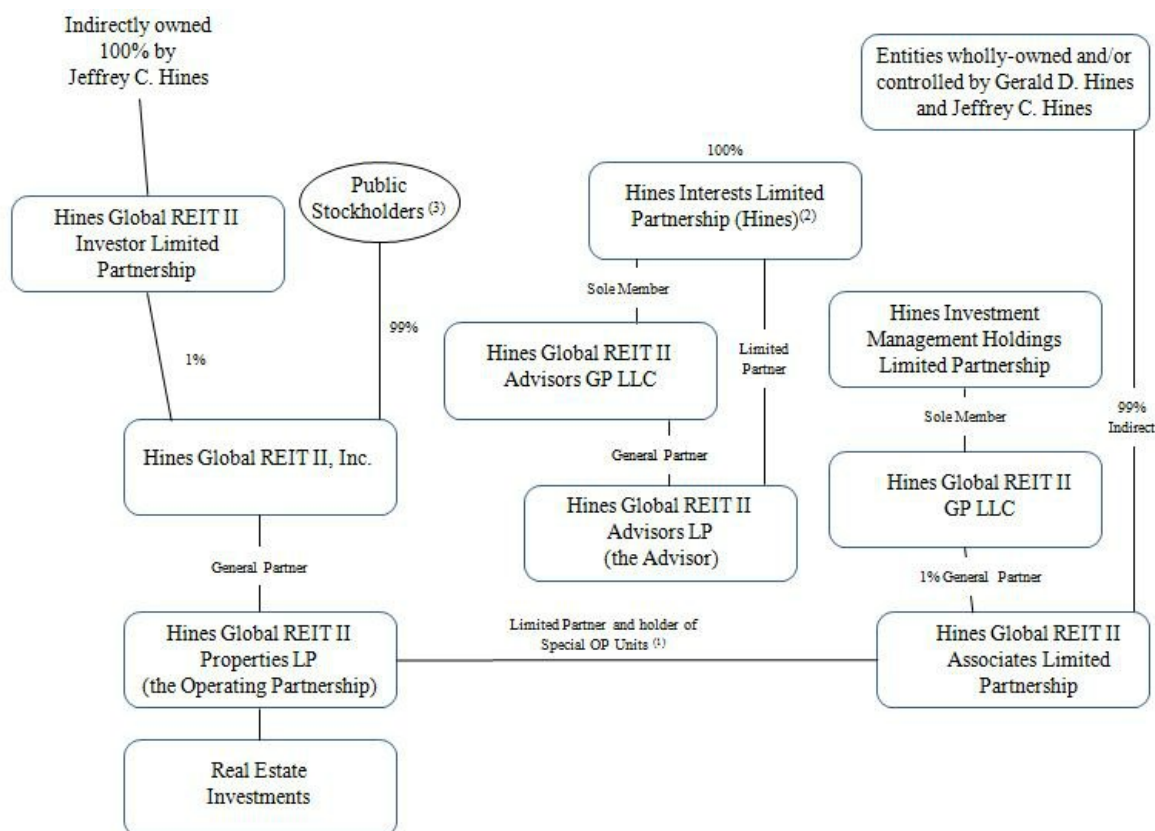 Indirectly owned
100% by
Jeffrey C. Hines
Entities wholly-owned and/or
controlled by Gerald D. Hines
and Jeffrey C. Hines
100%
Public
Stockholders (3)
Hines Interests Limited
Partnership (Hines)(2)
Hines Global REIT II
Investor Limited
Partnership
Sole Member
99%
Hines Investment
Management Holdings
Limited Partnership
1%
Hines Global REIT II
Advisors GP LLC
Limited
Partner
Sole Member
99%
Indirect
Hines Global REIT II, Inc.
General Partner
Hines Global REIT II
GP LLC
Hines Global REIT II
Advisors LP
(the Advisor)
General Partner
1% General Partner
Limited Partner and holder of
Special OP Units (1)
Hines Global REIT II
Properties LP
(the Operating Partnership)
Hines Global REIT II
Associates Limited
Partnership
Real Estate
Investments